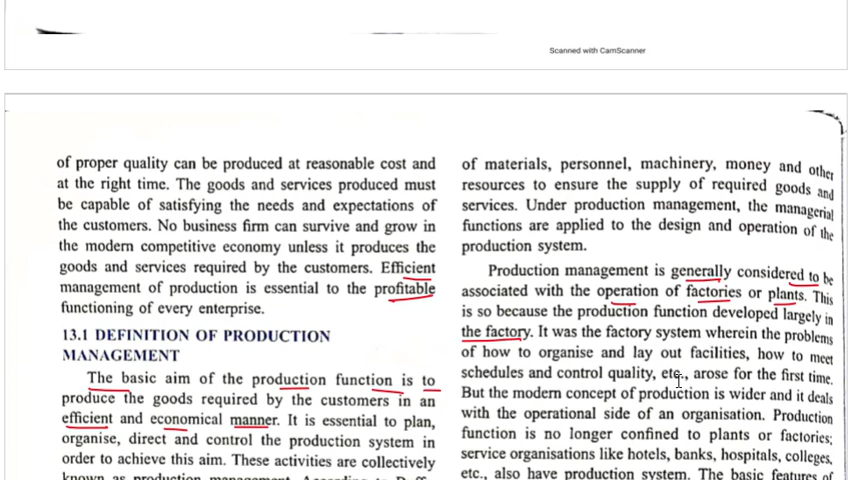 Scanned with CamScanner
of proper quality can be produced at reasonable cost and
at the right time. The goods and services produced must
be capable of satisfying the needs and expectations of
the customers. No business firm can survive and grow in
the modern competitive economy unless it produces the
goods and services required by the customers. Efficient
management of production is essential to the profitable
functioning of every enterprise.
13.1 DEFINITION OF PRODUCTION
MANAGEMENT
The basic aim of the production function is to
produce the goods required by the customers in an
efficient and economical manner. It is essential to plan,
organise, direct and control the production system in
order to achieve this aim. These activities are collectively
known as production management. According to
of materials, personnel, machinery, money and other
resources to ensure the supply of required goods and
services. Under production management, the managerial
functions are applied to the design and operation of the
production system.
Production management is generally considered to be
associated with the operation of factories or plants. This
is so because the production function developed largely in
the factory. It was the factory system wherein the problems
of how to organise and lay out facilities, how to meet
schedules and control quality, etc., arose for the first time.
But the modern concept of production is wider and it deals
with the operational side of an organisation. Production
function is no longer confined to plants or factories;
service organisations like hotels, banks, hospitals, colleges,
etc., also have production system. The basic features of